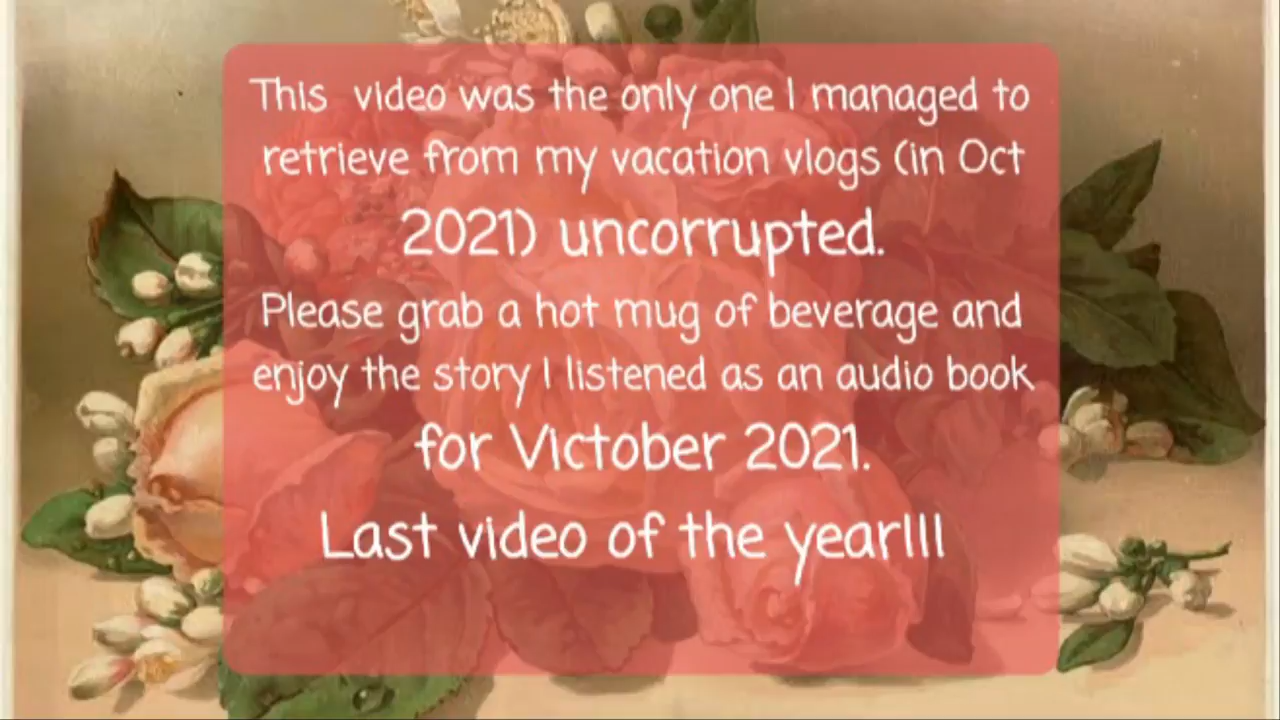 This video was the only one I managed to
retrieve from my vacation vlogs (in Oct
2021) uncorrupted.
Please grab a hot mug of beverage and
enjoy the story I listened as an audio book
for Victober 2021.
Last video of the year!!!